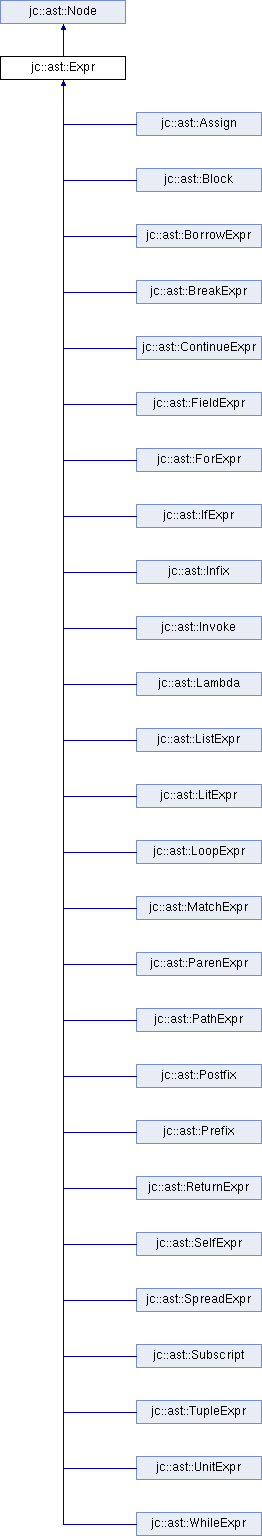 jc::ast::Node
jc::ast::Expr
jc::ast::Assign
jc::ast::Block
jc::ast::BorrowExpr
jc::ast::BreakExpr
jc::ast::ContinueExpr
jc::ast::FieldExpr
jc::ast::ForExpr
jc::ast::IfExpr
jc::ast::Infix
jc::ast::Invoke
jc::ast::Lambda
jc::ast::ListExpr
jc::ast::LitExpr
jc::ast::LoopExpr
jc::ast::MatchExpr
jc::ast::ParenExpr
jc::ast::PathExpr
jc::ast::Postfix
jc::ast::Prefix
jc::ast::ReturnExpr
jc::ast::SelfExpr
jc::ast::SpreadExpr
jc::ast::Subscript
jc::ast::TupleExpr
jc::ast::UnitExpr
jc::ast::WhileExpr